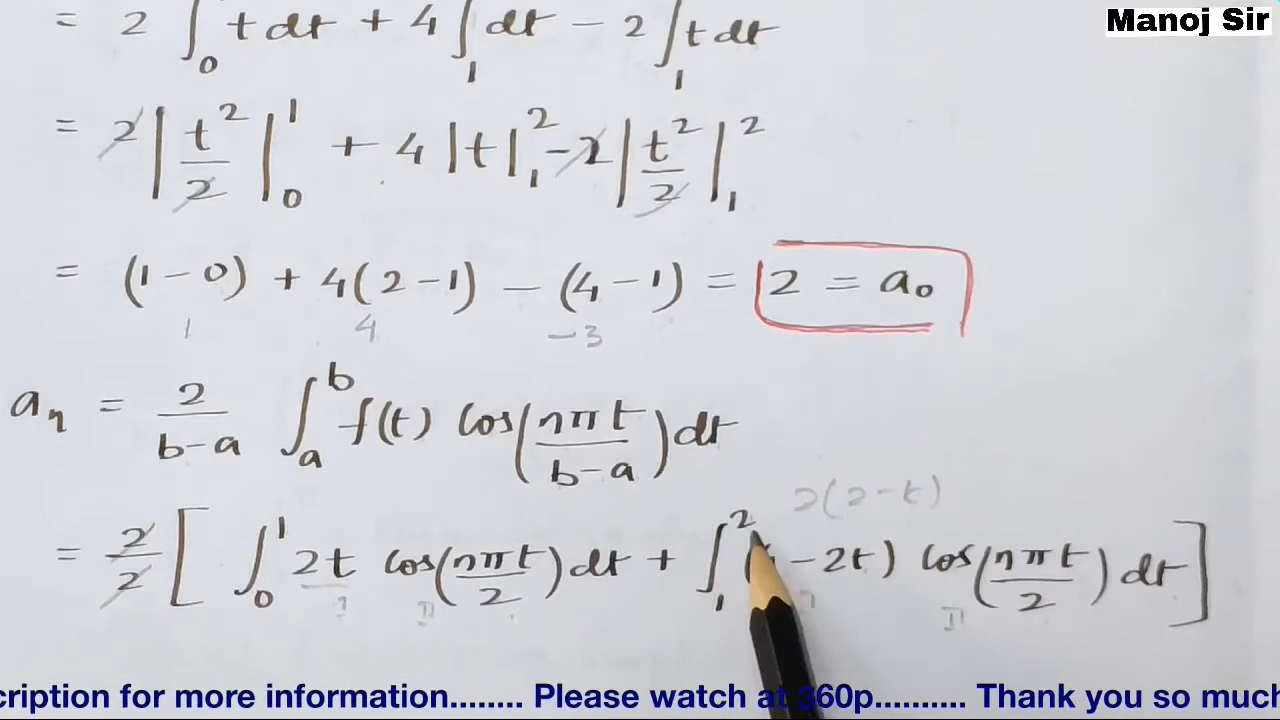 Manoj Sir
= 2 ∫₀ t dt + 4 ∫₁ dt − 2 ∫₁ t dt
= 2 |t²/2|₀¹ + 4 |t|₁² − 2 |t²/2|₁²
= (1 − 0) + 4(2 − 1) − (4 − 1) = 2 = a₀
1 4 −3
aₙ = 2/(b−a) ∫ₐᵇ f(t) cos(nπt/(b−a)) dt
2(2−t)
= 2/2 [ ∫₀¹ 2t cos(nπt/2) dt + ∫₁² ( − 2t) cos(nπt/2) dt ]
I II I II
cription for more information........ Please watch at 360p.......... Thank you so much